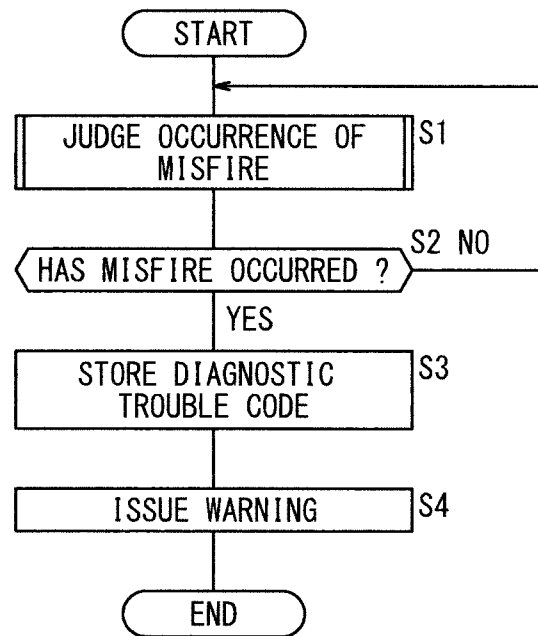 START
JUDGE OCCURRENCE OF
MISFIRE
S1
HAS MISFIRE OCCURRED ?
S2 NO
YES
STORE DIAGNOSTIC
TROUBLE CODE
S3
ISSUE WARNING
S4
END